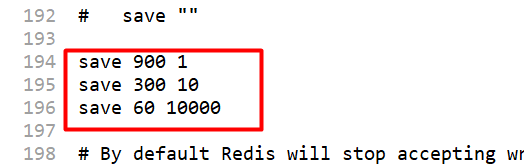 192 #   save ""
193
194 save 900 1
195 save 300 10
196 save 60 10000
197
198 # By default Redis will stop accepting wr